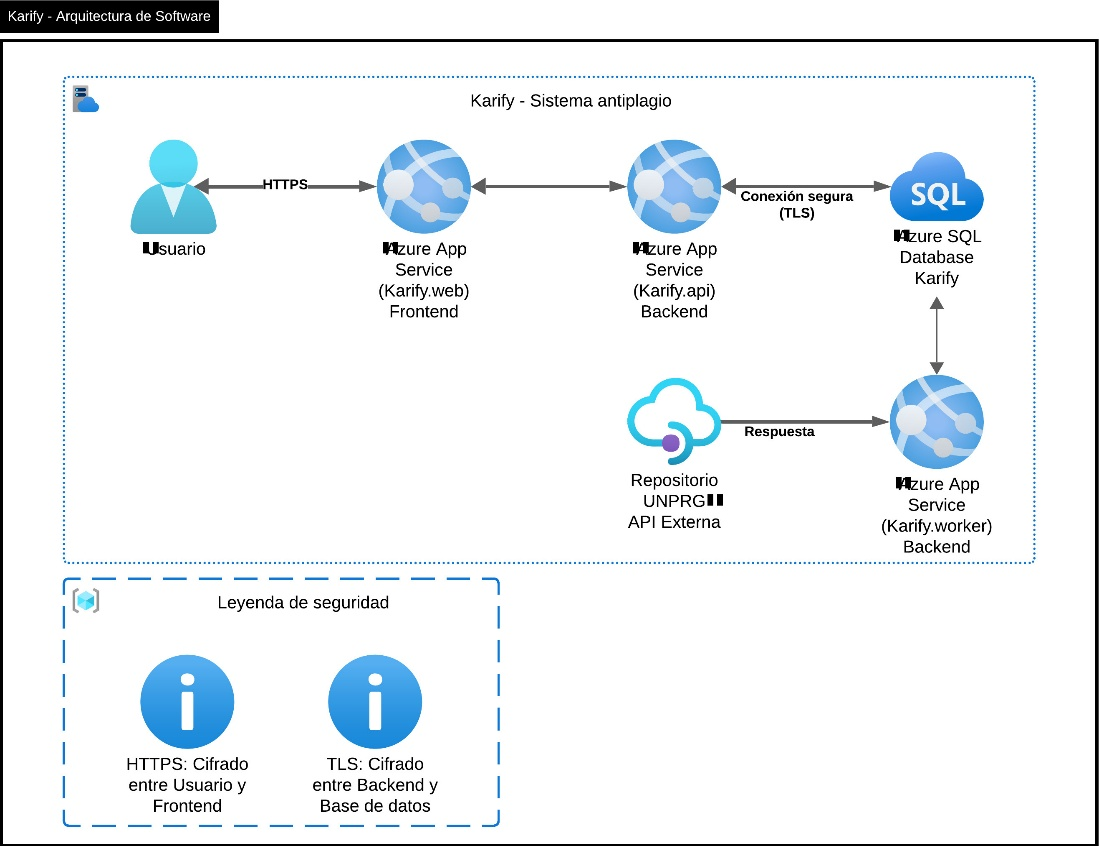 Karify - Arquitectura de Software
Karify - Sistema antiplagio
HTTPS
Conexión segura
(TLS)
SQL
Usuario
Azure App
Service
(Karify.web)
Frontend
Azure App
Service
(Karify.api)
Backend
Azure SQL
Database
Karify
Respuesta
Repositorio
UNPRG
API Externa
Azure App
Service
(Karify.worker)
Backend
Leyenda de seguridad
HTTPS: Cifrado
entre Usuario y
Frontend
TLS: Cifrado
entre Backend y
Base de datos